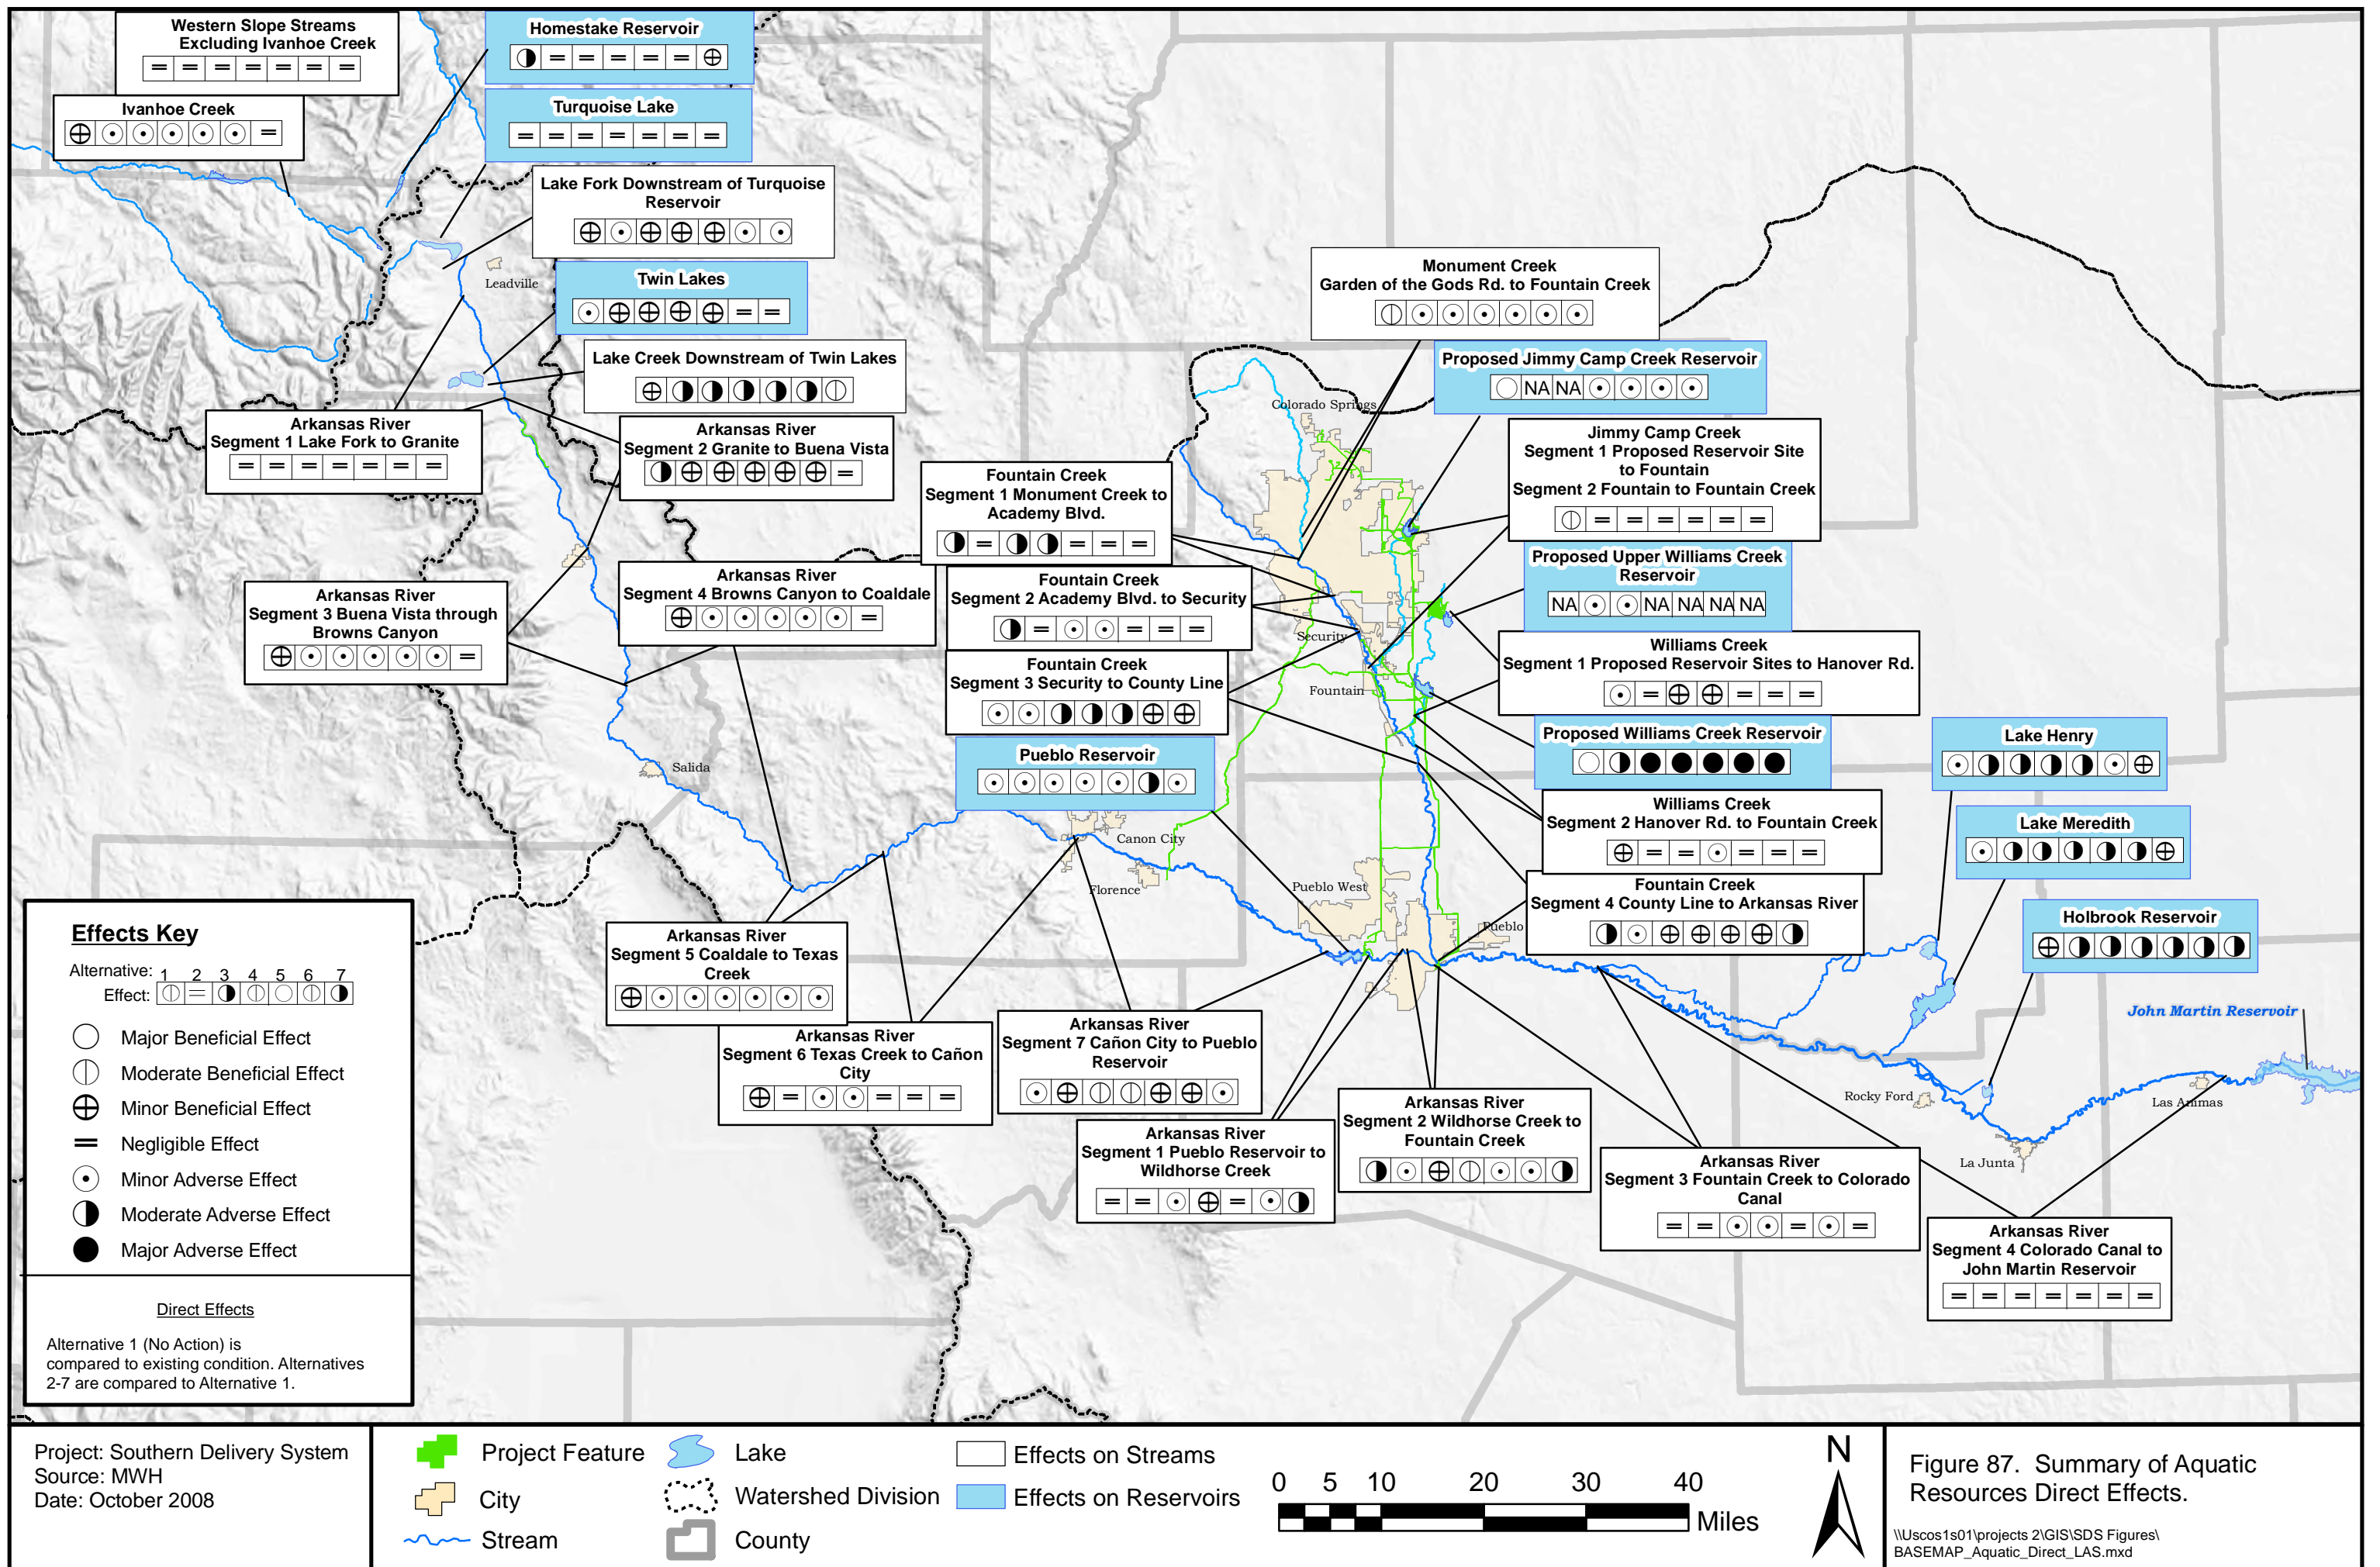 Western Slope Streams
Excluding Ivanhoe Creek
Ivanhoe Creek
Homestake Reservoir
Turquoise Lake
Lake Fork Downstream of Turquoise
Reservoir
Leadville
Twin Lakes
Lake Creek Downstream of Twin Lakes
Arkansas River
Segment 1 Lake Fork to Granite
Arkansas River
Segment 2 Granite to Buena Vista
Arkansas River
Segment 3 Buena Vista through
Browns Canyon
Arkansas River
Segment 4 Browns Canyon to Coaldale
Salida
Monument Creek
Garden of the Gods Rd. to Fountain Creek
Proposed Jimmy Camp Creek Reservoir
NA NA
Colorado Springs
Jimmy Camp Creek
Segment 1 Proposed Reservoir Site
to Fountain
Segment 2 Fountain to Fountain Creek
Fountain Creek
Segment 1 Monument Creek to
Academy Blvd.
Fountain Creek
Segment 2 Academy Blvd. to Security
Security
Proposed Upper Williams Creek
Reservoir
NA NA NA NA NA
Fountain Creek
Segment 3 Security to County Line
Fountain
Williams Creek
Segment 1 Proposed Reservoir Sites to Hanover Rd.
Pueblo Reservoir
Proposed Williams Creek Reservoir
Lake Henry
Williams Creek
Segment 2 Hanover Rd. to Fountain Creek
Lake Meredith
Canon City
Florence
Pueblo West
Pueblo
Fountain Creek
Segment 4 County Line to Arkansas River
Holbrook Reservoir
John Martin Reservoir
Rocky Ford
Las Animas
La Junta
Arkansas River
Segment 5 Coaldale to Texas
Creek
Arkansas River
Segment 6 Texas Creek to Cañon
City
Arkansas River
Segment 7 Cañon City to Pueblo
Reservoir
Arkansas River
Segment 1 Pueblo Reservoir to
Wildhorse Creek
Arkansas River
Segment 2 Wildhorse Creek to
Fountain Creek
Arkansas River
Segment 3 Fountain Creek to Colorado
Canal
Arkansas River
Segment 4 Colorado Canal to
John Martin Reservoir
Effects Key
Alternative: 1 2 3 4 5 6 7
Effect:
Major Beneficial Effect
Moderate Beneficial Effect
Minor Beneficial Effect
Negligible Effect
Minor Adverse Effect
Moderate Adverse Effect
Major Adverse Effect
Direct Effects
Alternative 1 (No Action) is
compared to existing condition. Alternatives
2-7 are compared to Alternative 1.
Project: Southern Delivery System
Source: MWH
Date: October 2008
Project Feature
City
Stream
Lake
Watershed Division
County
Effects on Streams
Effects on Reservoirs
0 5 10 20 30 40
Miles
N
Figure 87. Summary of Aquatic
Resources Direct Effects.
\\Uscos1s01\projects 2\GIS\SDS Figures\
BASEMAP_Aquatic_Direct_LAS.mxd